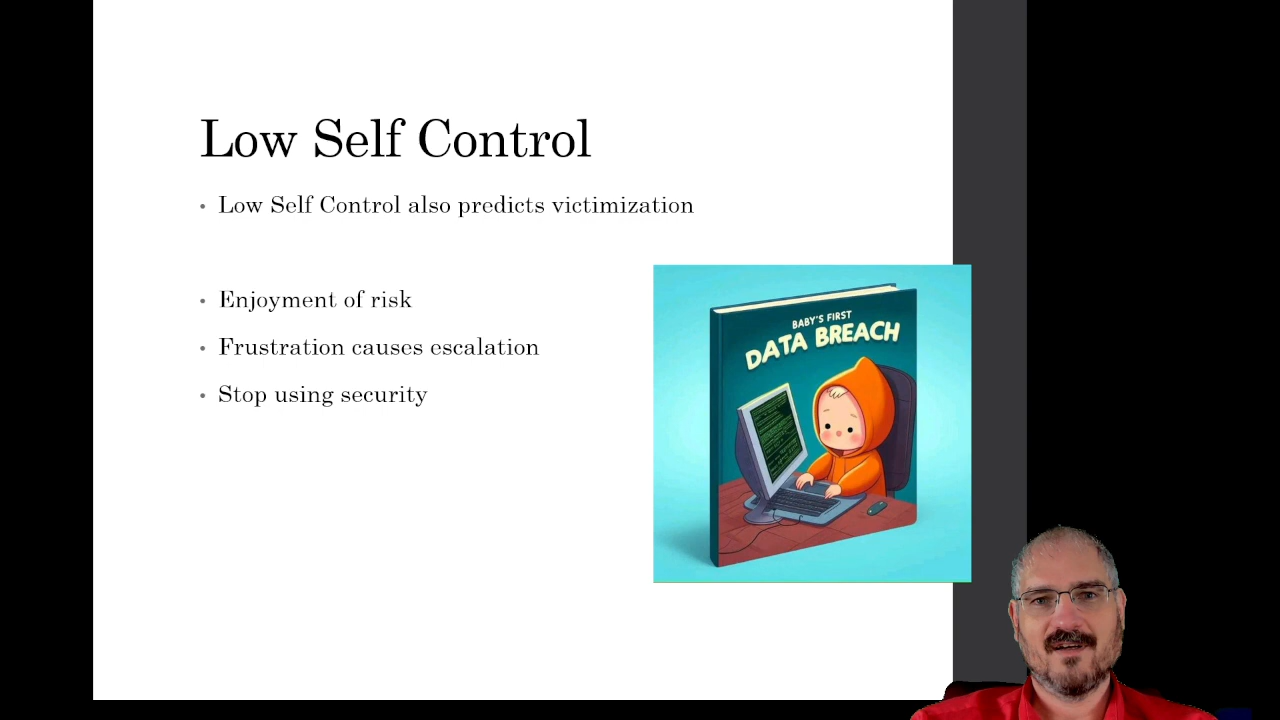 Low Self Control
• Low Self Control also predicts victimization
• Enjoyment of risk
• Frustration causes escalation
• Stop using security
BABY'S FIRST
DATA BREACH